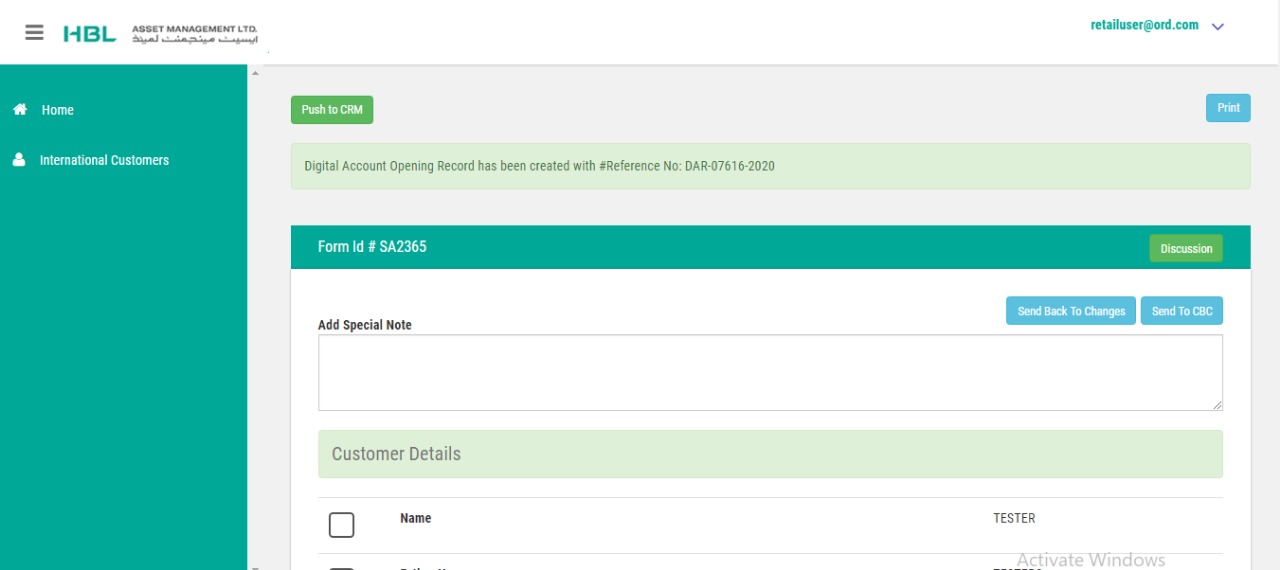 HBL ASSET MANAGEMENT LTD.
ایسیٹ مینجمنٹ لمیٹڈ
retailuser@ord.com
Home
International Customers
Push to CRM
Print
Digital Account Opening Record has been created with #Reference No: DAR-07616-2020
Form Id # SA2365
Discussion
Send Back To Changes
Send To CBC
Add Special Note
Customer Details
Name TESTER
Activate Windows